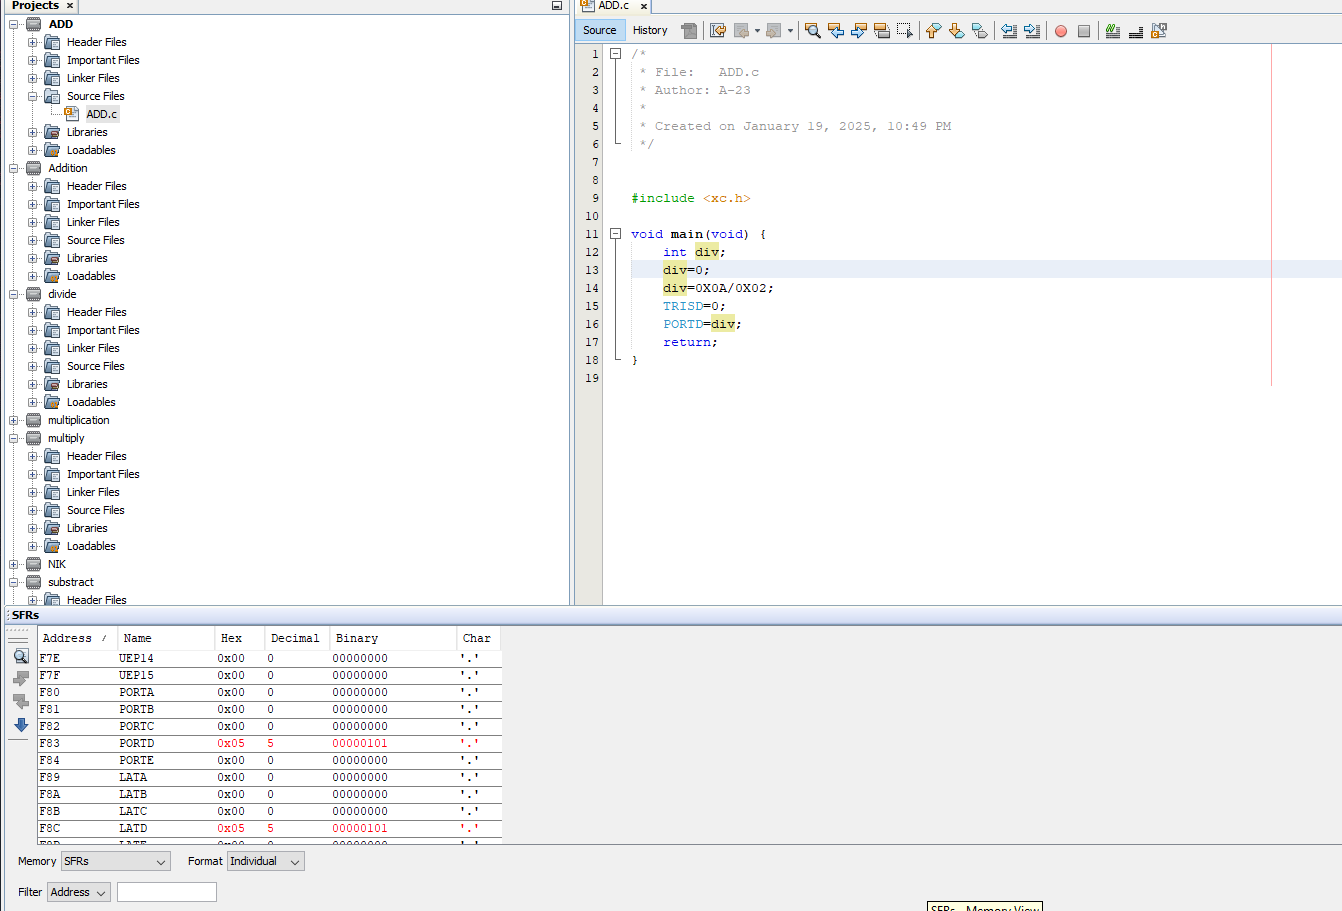 Projects ×
ADD
Header Files
Important Files
Linker Files
Source Files
ADD.c
Libraries
Loadables
Addition
Header Files
Important Files
Linker Files
Source Files
Libraries
Loadables
divide
Header Files
Important Files
Linker Files
Source Files
Libraries
Loadables
multiplication
multiply
Header Files
Important Files
Linker Files
Source Files
Libraries
Loadables
NIK
substract
Header Files
ADD.c ×
Source History
1 /*
2 * File: ADD.c
3 * Author: A-23
4 *
5 * Created on January 19, 2025, 10:49 PM
6 */
7
8
9 #include <xc.h>
10
11 void main(void) {
12 int div;
13 div=0;
14 div=0X0A/0X02;
15 TRISD=0;
16 PORTD=div;
17 return;
18 }
19
SFRs
Address / Name Hex Decimal Binary Char
F7E UEP14 0x00 0 00000000 '.'
F7F UEP15 0x00 0 00000000 '.'
F80 PORTA 0x00 0 00000000 '.'
F81 PORTB 0x00 0 00000000 '.'
F82 PORTC 0x00 0 00000000 '.'
F83 PORTD 0x05 5 00000101 '.'
F84 PORTE 0x00 0 00000000 '.'
F89 LATA 0x00 0 00000000 '.'
F8A LATB 0x00 0 00000000 '.'
F8B LATC 0x00 0 00000000 '.'
F8C LATD 0x05 5 00000101 '.'
Memory SFRs Format Individual
Filter Address
SFRs - Memory View